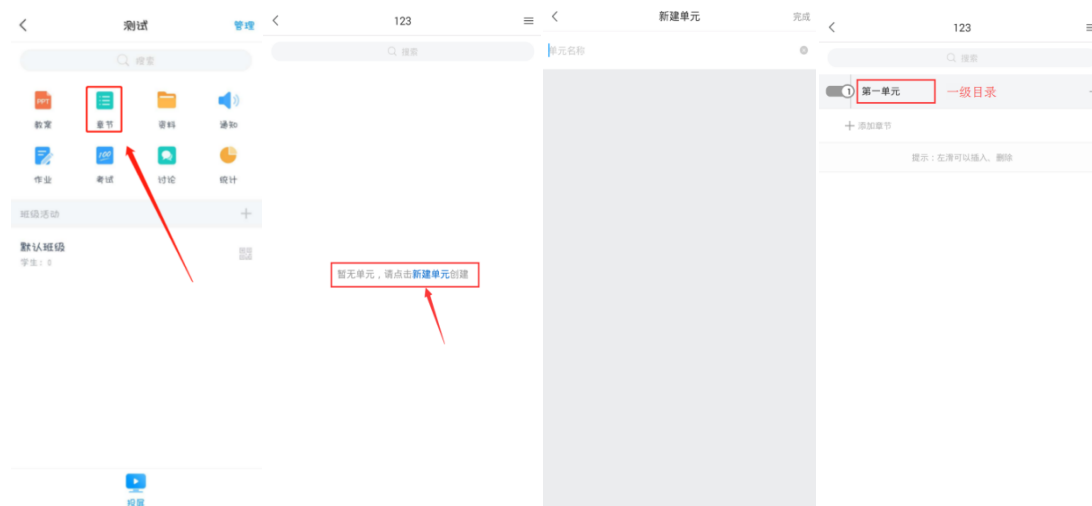 测试
管理
搜索
PPT
教案
章节
资料
通知
100
作业
考试
讨论
统计
班级活动
默认班级
学生：0
投屏
123
搜索
暂无单元，请点击新建单元创建
新建单元
完成
单元名称
123
搜索
1
第一单元
一级目录
添加章节
提示：左滑可以插入、删除